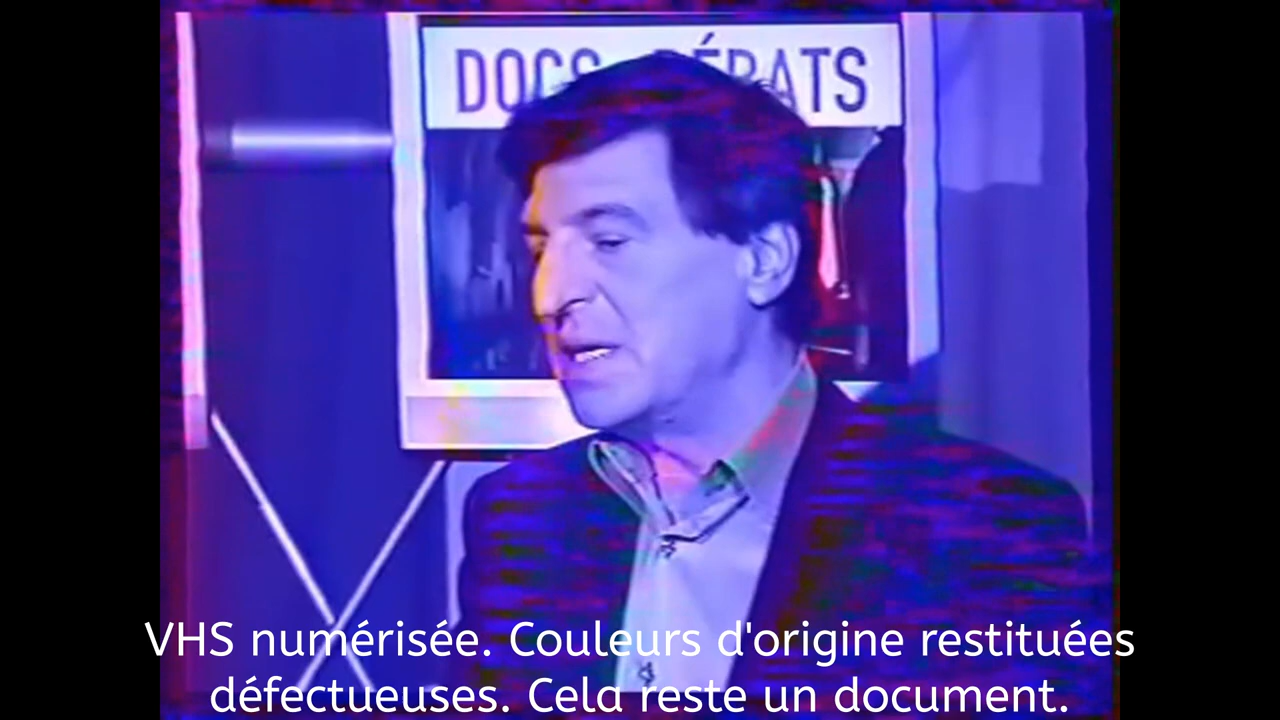 DOCS DÉBATS
VHS numérisée. Couleurs d'origine restituées
défectueuses. Cela reste un document.